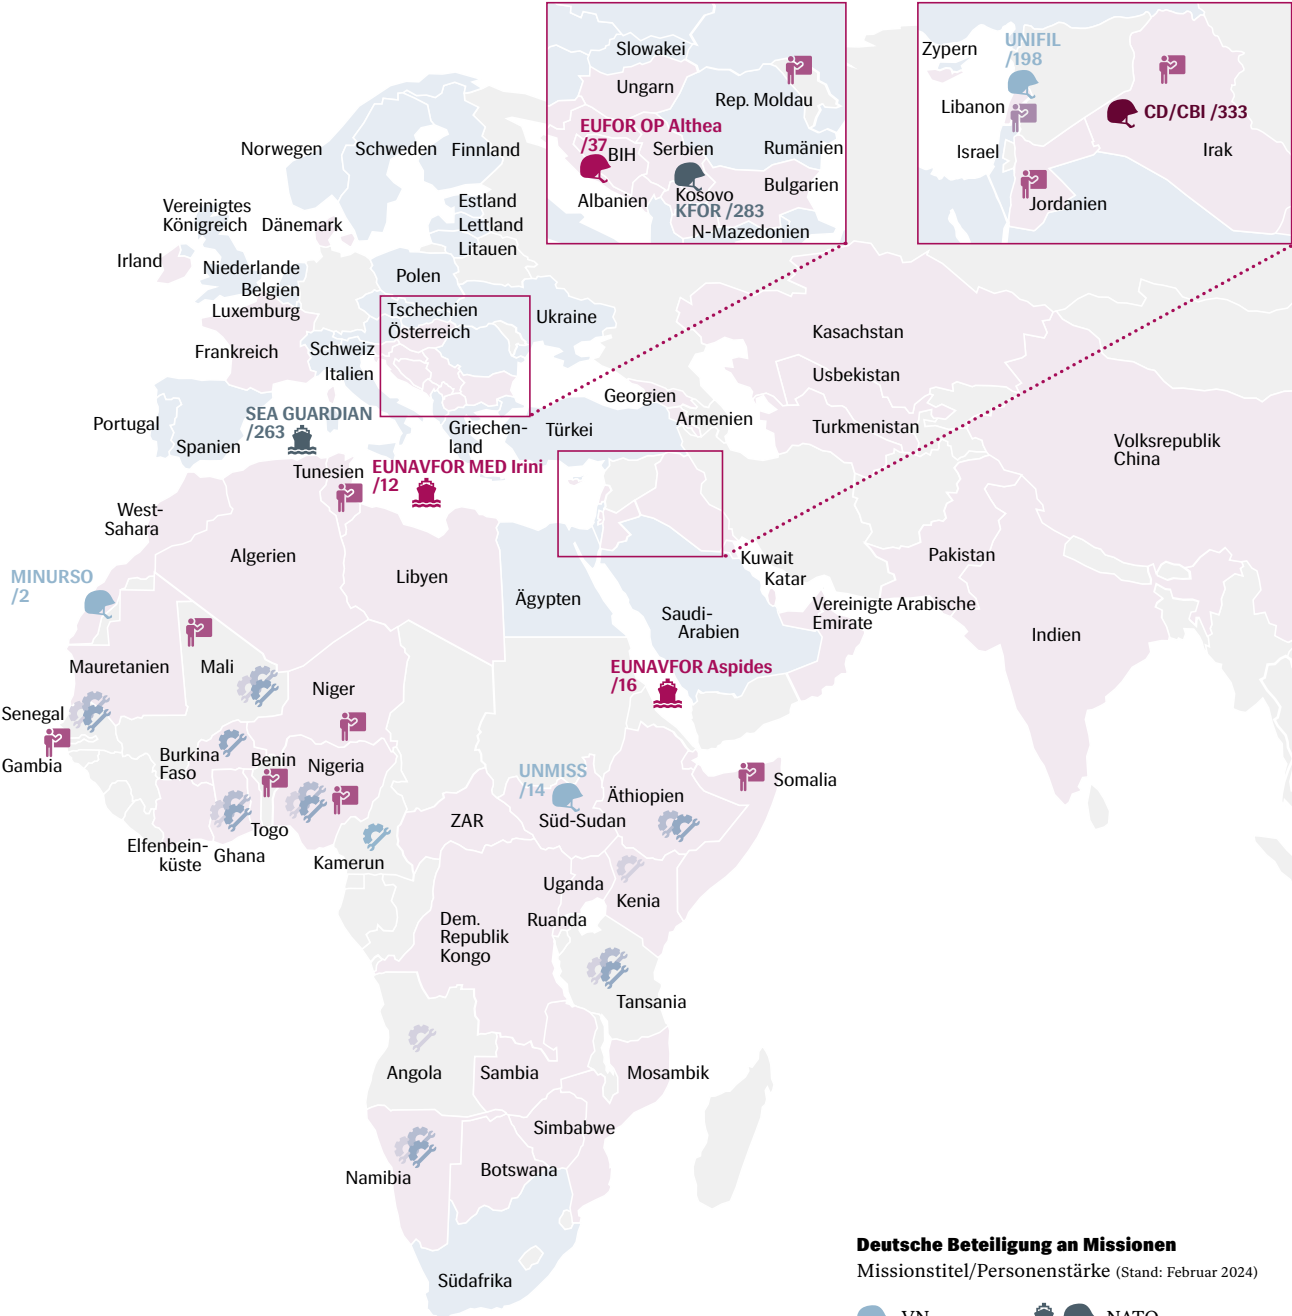 Slowakei
Ungarn
Rep. Moldau
EUFOR OP Althea
/37
BIH
Serbien
Rumänien
Albanien
Kosovo
KFOR /283
Bulgarien
N-Mazedonien
Zypern
UNIFIL
/198
Libanon
CD/CBI /333
Israel
Irak
Jordanien
Norwegen
Schweden
Finnland
Vereinigtes
Königreich
Dänemark
Estland
Lettland
Litauen
Irland
Niederlande
Belgien
Luxemburg
Polen
Tschechien
Österreich
Ukraine
Frankreich
Schweiz
Italien
Kasachstan
Usbekistan
Georgien
Armenien
Turkmenistan
Portugal
Spanien
SEA GUARDIAN
/263
Griechen-
land
Türkei
Volksrepublik
China
Tunesien
EUNAVFOR MED Irini
/12
West-
Sahara
Algerien
Libyen
Ägypten
Kuwait
Katar
Pakistan
MINURSO
/2
Saudi-
Arabien
Vereinigte Arabische
Emirate
Indien
Mauretanien
Mali
Niger
EUNAVFOR Aspides
/16
Senegal
Gambia
Burkina
Faso
Benin
Nigeria
UNMISS
/14
Äthiopien
Somalia
Süd-Sudan
ZAR
Elfenbein-
küste
Ghana
Togo
Kamerun
Uganda
Kenia
Dem.
Republik
Kongo
Ruanda
Tansania
Angola
Sambia
Mosambik
Simbabwe
Namibia
Botswana
Südafrika
Deutsche Beteiligung an Missionen
Missionstitel/Personenstärke (Stand: Februar 2024)
VN
NATO